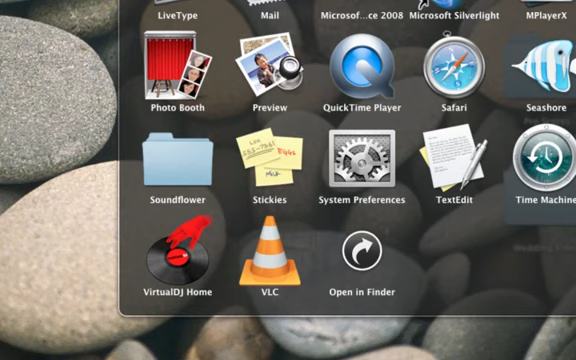 LiveType
Mail
Microsof...ce 2008
Microsoft Silverlight
MPlayerX
Photo Booth
Preview
QuickTime Player
Safari
Seashore
Soundflower
Stickies
System Preferences
TextEdit
Time Machine
VirtualDJ Home
VLC
Open in Finder